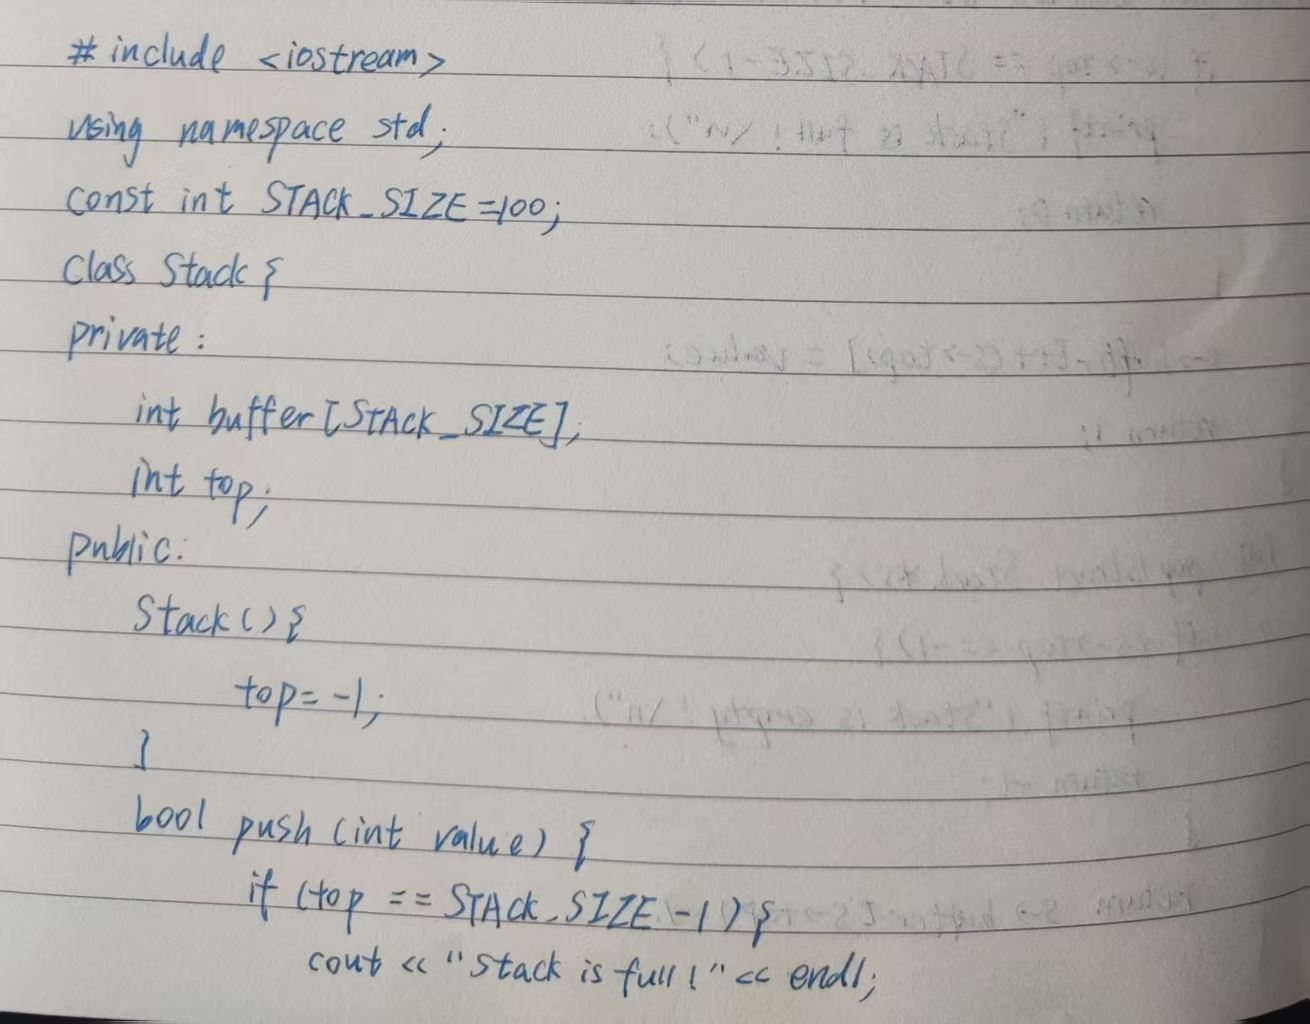 #include <iostream>
using namespace std;
const int STACK_SIZE=100;
class Stack {
private:
int buffer[STACK_SIZE];
int top;
public:
Stack(){
top=-1;
}
bool push (int value) {
if (top == STACK_SIZE-1){
cout << "Stack is full!" << endl;